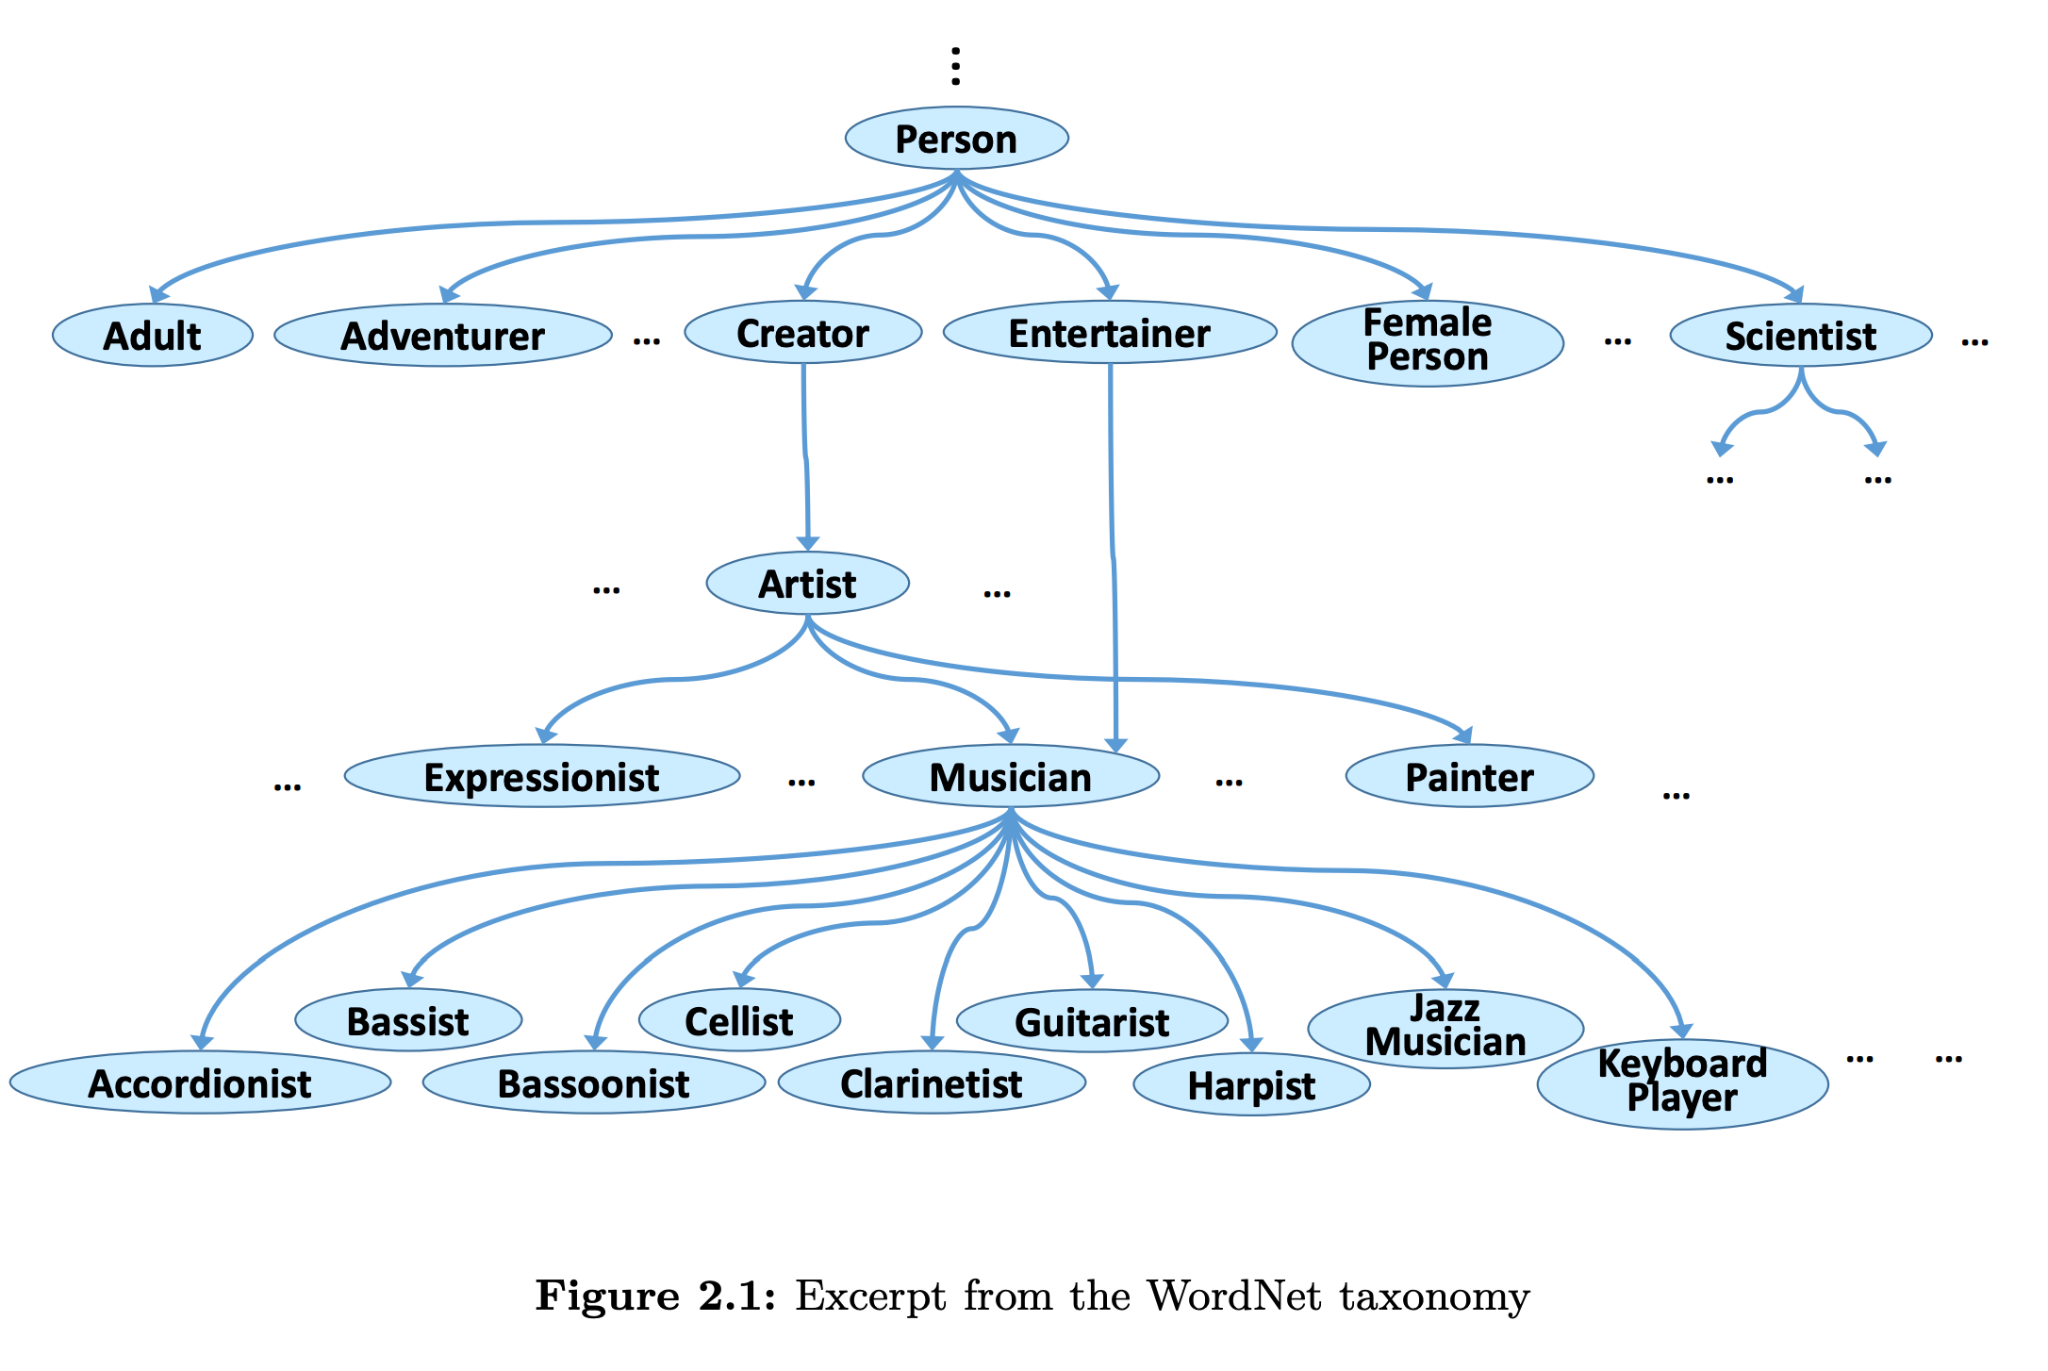 ⋮
Person
Adult
Adventurer
...
Creator
Entertainer
Female
Person
...
Scientist
...
...
...
...
Artist
...
...
Expressionist
...
Musician
...
Painter
...
Accordionist
Bassist
Bassoonist
Cellist
Clarinetist
Guitarist
Harpist
Jazz
Musician
Keyboard
Player
...
...
Figure 2.1: Excerpt from the WordNet taxonomy